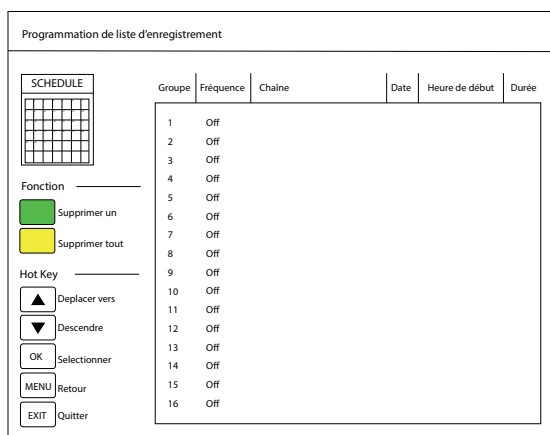 Programmation de liste d'enregistrement
SCHEDULE
Groupe Fréquence Chaîne Date Heure de début Durée
1 Off
2 Off
3 Off
4 Off
5 Off
6 Off
7 Off
8 Off
9 Off
10 Off
11 Off
12 Off
13 Off
14 Off
15 Off
16 Off
Fonction
Supprimer un
Supprimer tout
Hot Key
Deplacer vers
Descendre
OK Selectionner
MENU Retour
EXIT Quitter